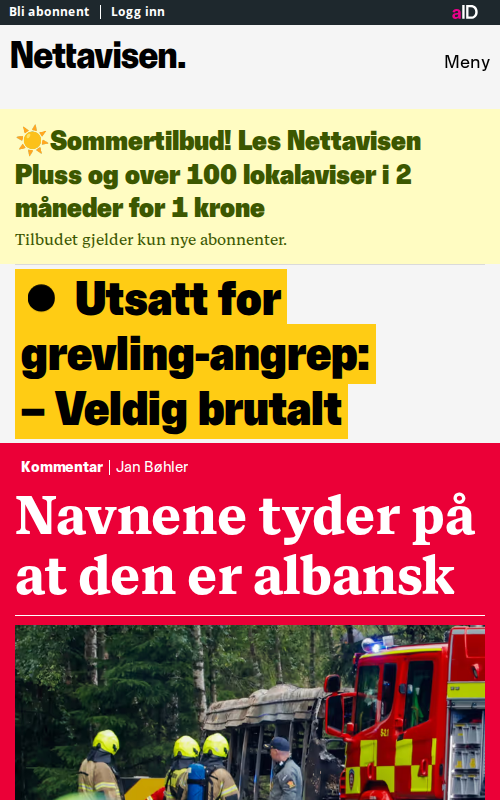 Bli abonnent | Logg inn
aID
Nettavisen.
Meny
☀️Sommertilbud! Les Nettavisen
Pluss og over 100 lokalaviser i 2
måneder for 1 krone
Tilbudet gjelder kun nye abonnenter.
● Utsatt for
grevling-angrep:
– Veldig brutalt
Kommentar | Jan Bøhler
Navnene tyder på
at den er albansk